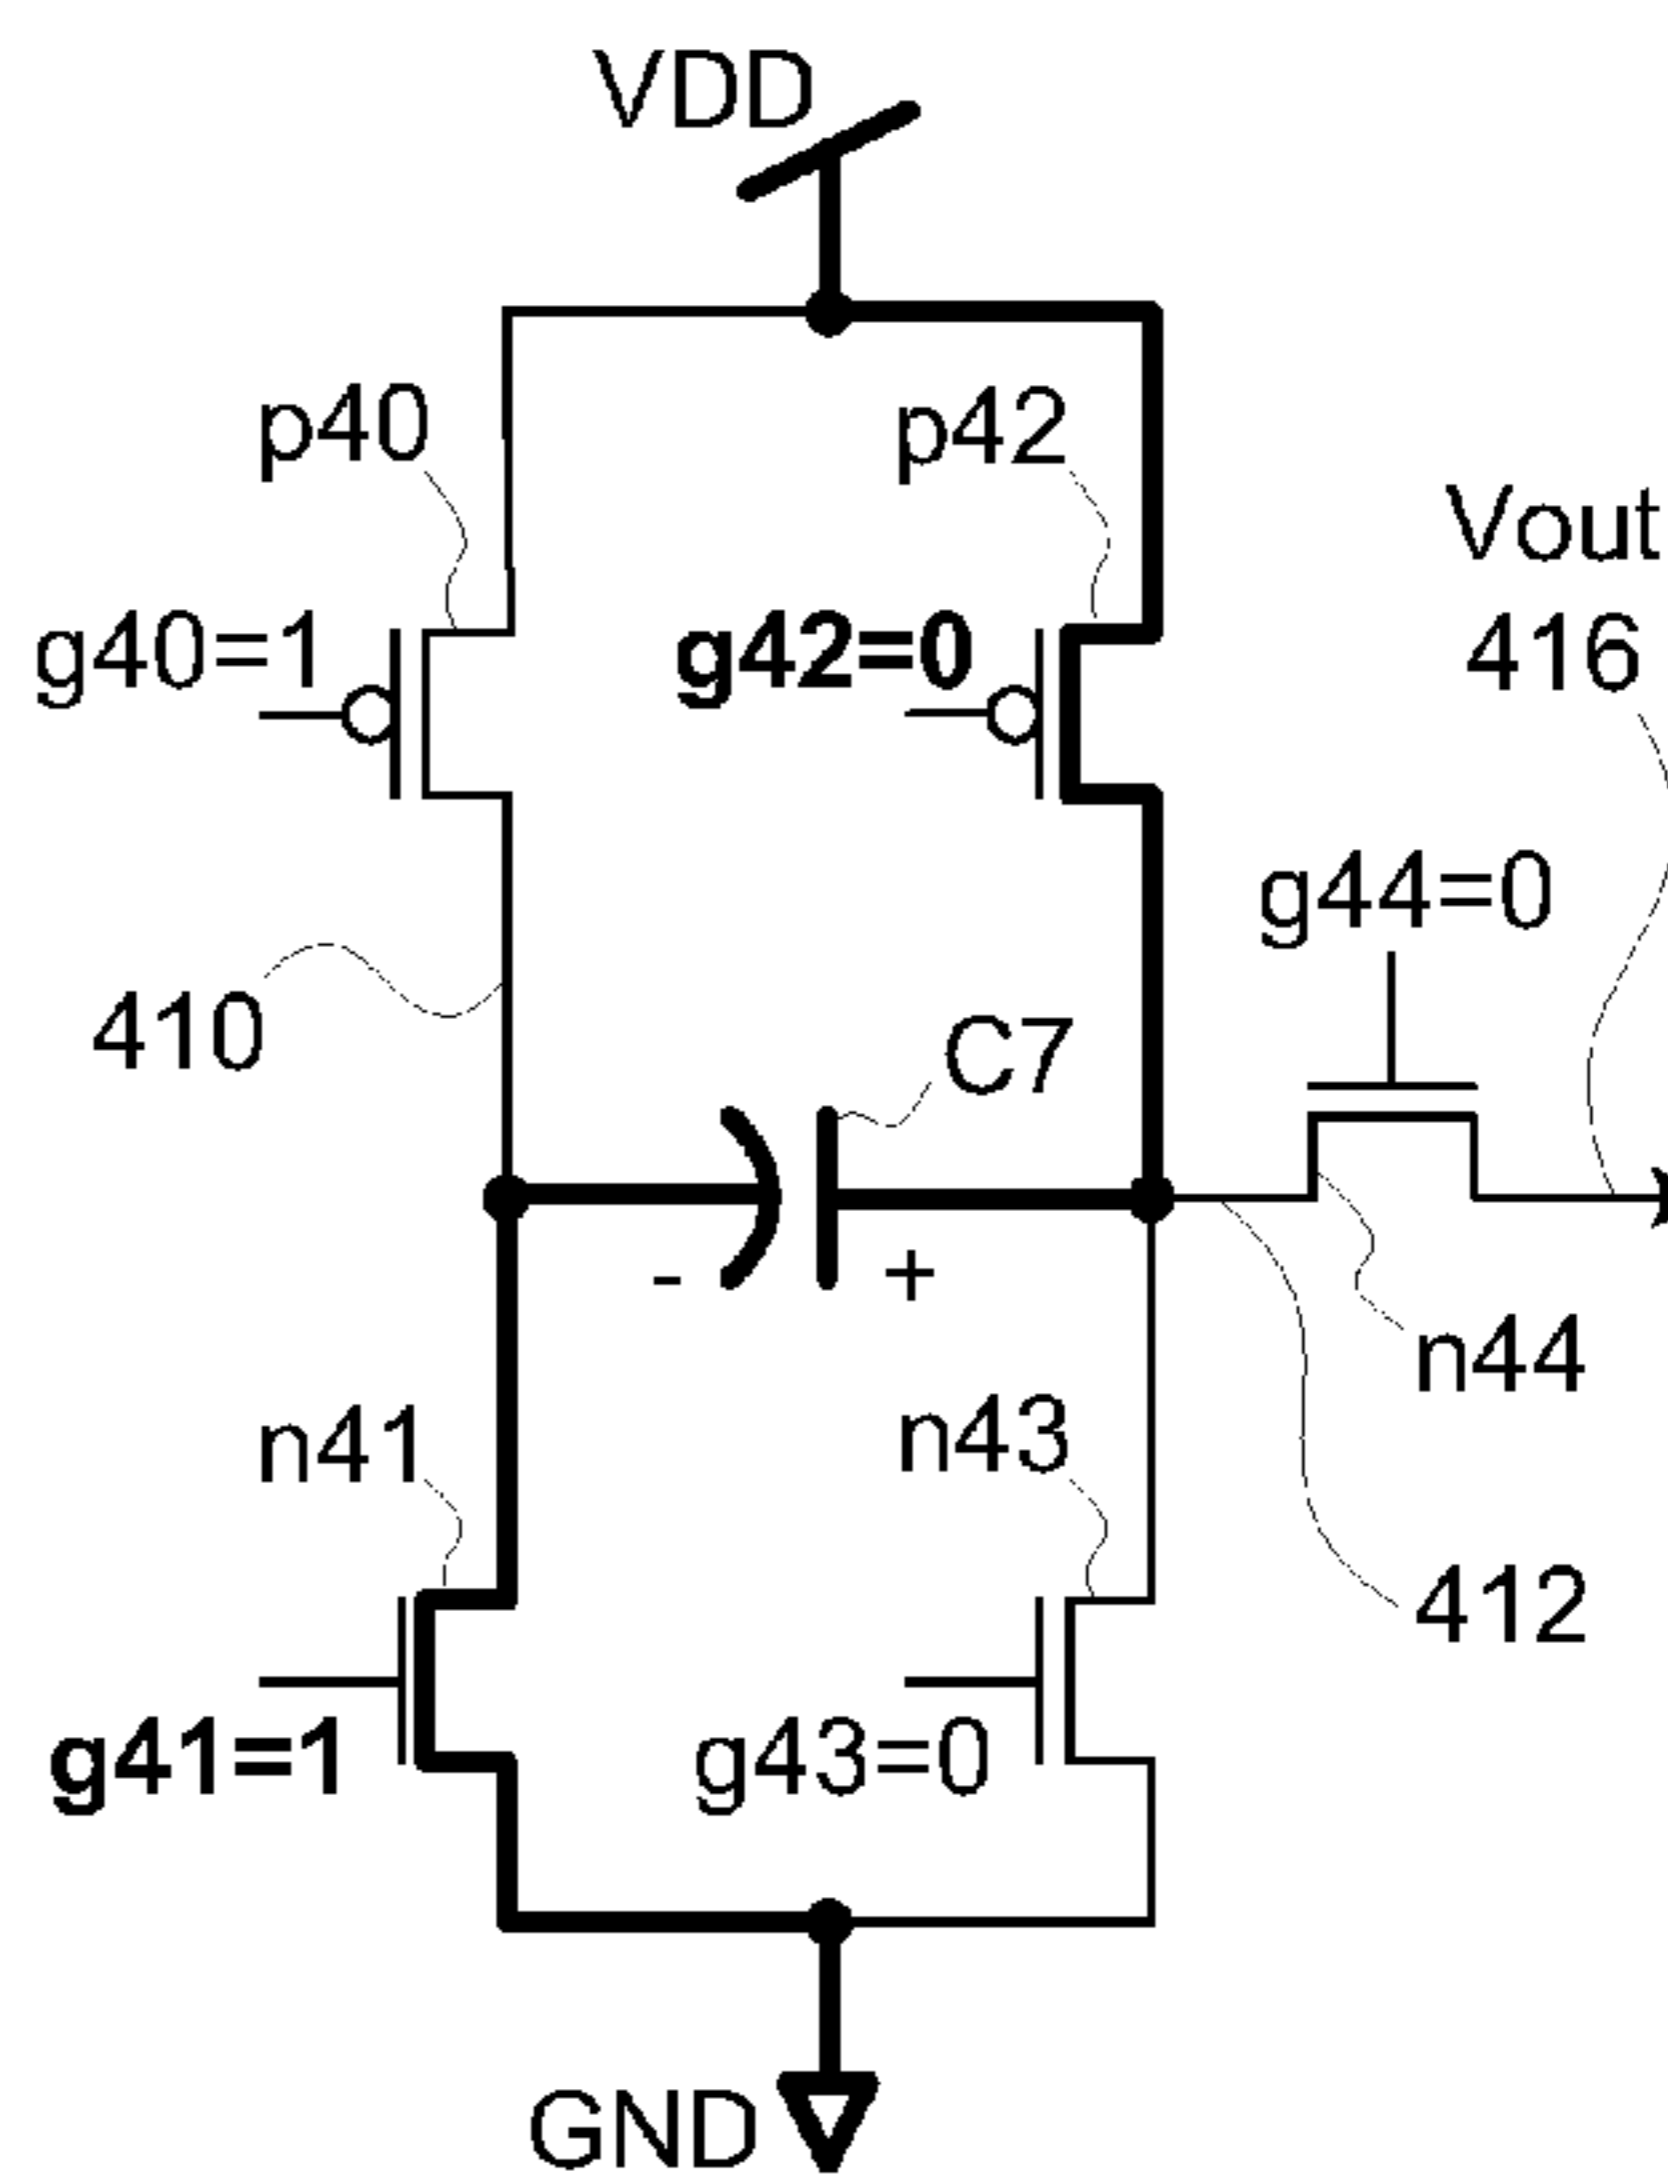 VDD
p40
p42
Vout
416
g40=1
g42=0
g44=0
410
C7
- +
n44
n41
n43
412
g41=1
g43=0
GND